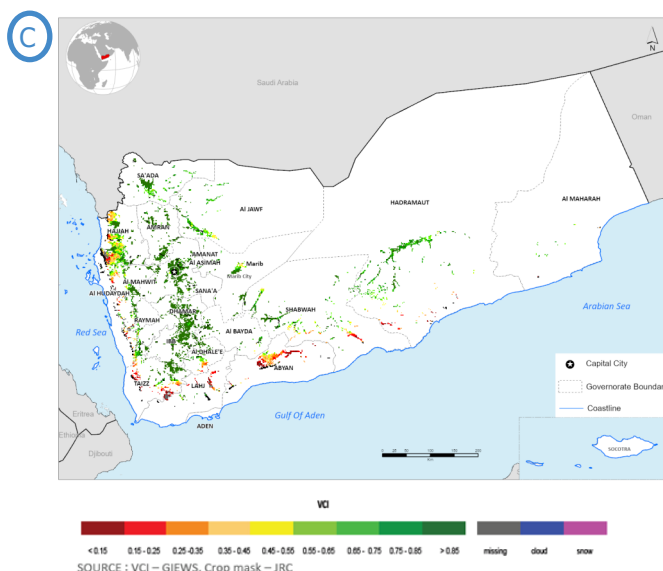 C
N
Saudi Arabia
Oman
SA'ADA
Al JAWF
HADRAMAUT
Al MAHARAH
HAJJAH
AMRAN
AMANAT
Al ASIMAH
Marib
Marib City
Al MAHWIT
SANA'A
Al HUDAYDAH
Arabian Sea
DHAMAR
SHABWAH
RAYMAH
Red Sea
Al BAYDA
IBB
Al DHALE'E
ABYAN
Capital City
TAIZZ
LAHJ
Governorate Boundar
Eritrea
ADEN
Gulf Of Aden
Coastline
Ethiopia
Djibouti
SOCOTRA
VCI
< 0.15 0.15 - 0.25 0.25 -0.35 0.35 - 0.45 0.45 - 0.55 0.55 - 0.65 0.65 - 0.75 0.75 - 0.85 > 0.85 missing cloud snow
SOURCE : VCI – GIEWS, Crop mask – JRC